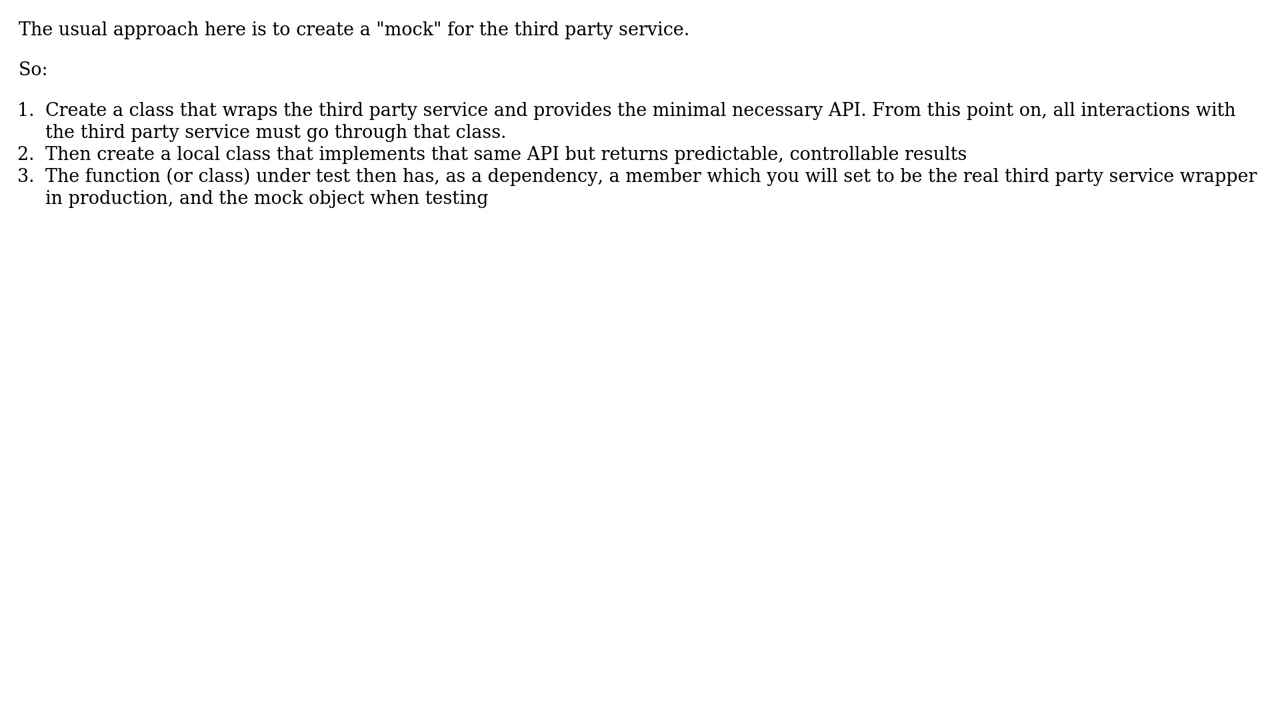 The usual approach here is to create a "mock" for the third party service.
So:
1. Create a class that wraps the third party service and provides the minimal necessary API. From this point on, all interactions with
the third party service must go through that class.
2. Then create a local class that implements that same API but returns predictable, controllable results
3. The function (or class) under test then has, as a dependency, a member which you will set to be the real third party service wrapper
in production, and the mock object when testing